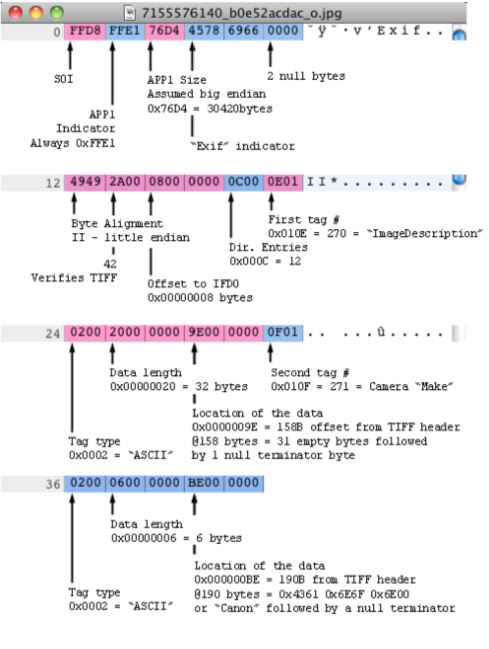 7155576140_b0e52acdac_o.jpg
0 FFD8 FFE1 76D4 4578 6966 0000 ˇÿˇ·v‘Exif..
SOI
APP1 Size
Assumed big endian
0x76D4 = 30420bytes
2 null bytes
APP1
Indicator
Always 0xFFE1
"Exif" indicator
12 4949 2A00 0800 0000 0C00 0E01 II*.........
Byte Alignment
II - little endian
First tag #
0x010E = 270 = "ImageDescription"
Dir. Entries
0x000C = 12
42
Verifies TIFF
Offset to IFD0
0x00000008 bytes
24 0200 2000 0000 9E00 0000 0F01 .. ...û.....
Data length
0x00000020 = 32 bytes
Second tag #
0x010F = 271 = Camera "Make"
Location of the data
0x0000009E = 158B offset from TIFF header
@158 bytes = 31 empty bytes followed
by 1 null terminator byte
Tag type
0x0002 = "ASCII"
36 0200 0600 0000 BE00 0000
Data length
0x00000006 = 6 bytes
Location of the data
0x000000BE = 190B from TIFF header
@190 bytes = 0x4361 0x6E6F 0x6E00
or "Canon" followed by a null terminator
Tag type
0x0002 = "ASCII"